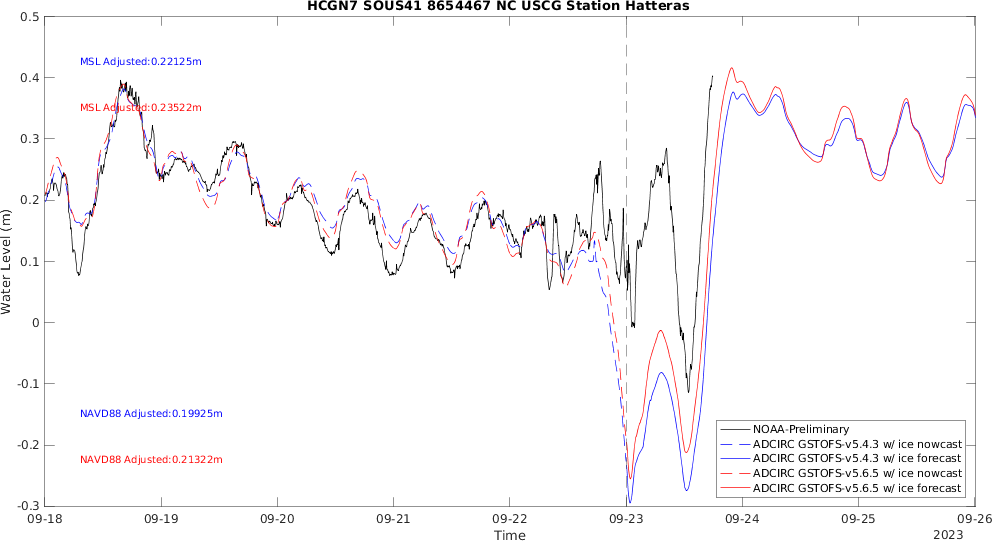 HCGN7 SOUS41 8654467 NC USCG Station Hatteras
Water Level (m)
0.5
0.4
0.3
0.2
0.1
0
-0.1
-0.2
-0.3
MSL Adjusted:0.22125m
MSL Adjusted:0.23522m
NAVD88 Adjusted:0.19925m
NAVD88 Adjusted:0.21322m
NOAA-Preliminary
ADCIRC GSTOFS-v5.4.3 w/ ice nowcast
ADCIRC GSTOFS-v5.4.3 w/ ice forecast
ADCIRC GSTOFS-v5.6.5 w/ ice nowcast
ADCIRC GSTOFS-v5.6.5 w/ ice forecast
09-18 09-19 09-20 09-21 09-22 09-23 09-24 09-25 09-26
Time
2023